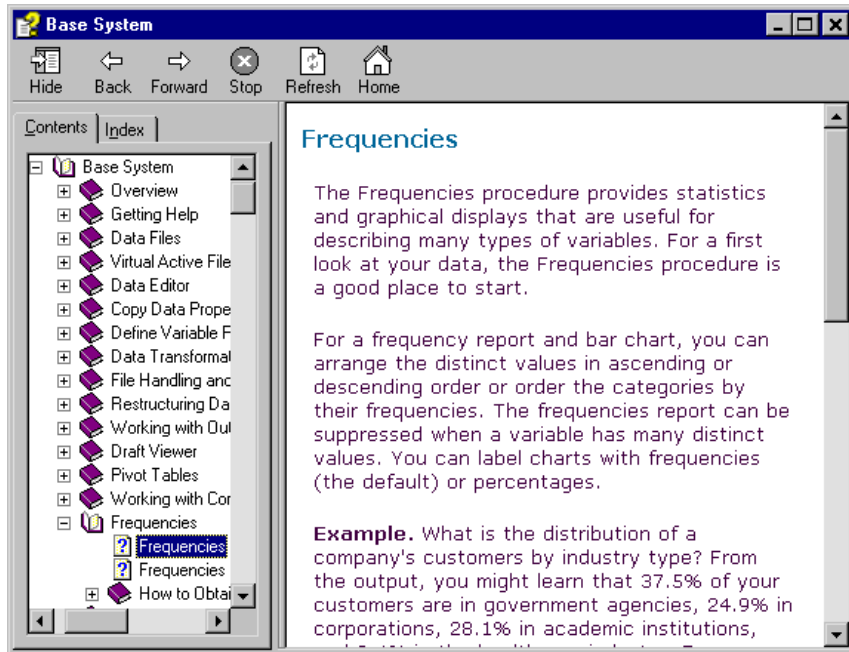 Base System
Hide Back Forward Stop Refresh Home
Contents Index
Base System
Overview
Getting Help
Data Files
Virtual Active File
Data Editor
Copy Data Prope
Define Variable F
Data Transformat
File Handling and
Restructuring Da
Working with Out
Draft Viewer
Pivot Tables
Working with Cor
Frequencies
Frequencies
Frequencies
How to Obtai
Frequencies
The Frequencies procedure provides statistics
and graphical displays that are useful for
describing many types of variables. For a first
look at your data, the Frequencies procedure is
a good place to start.
For a frequency report and bar chart, you can
arrange the distinct values in ascending or
descending order or order the categories by
their frequencies. The frequencies report can be
suppressed when a variable has many distinct
values. You can label charts with frequencies
(the default) or percentages.
Example. What is the distribution of a
company's customers by industry type? From
the output, you might learn that 37.5% of your
customers are in government agencies, 24.9% in
corporations, 28.1% in academic institutions,